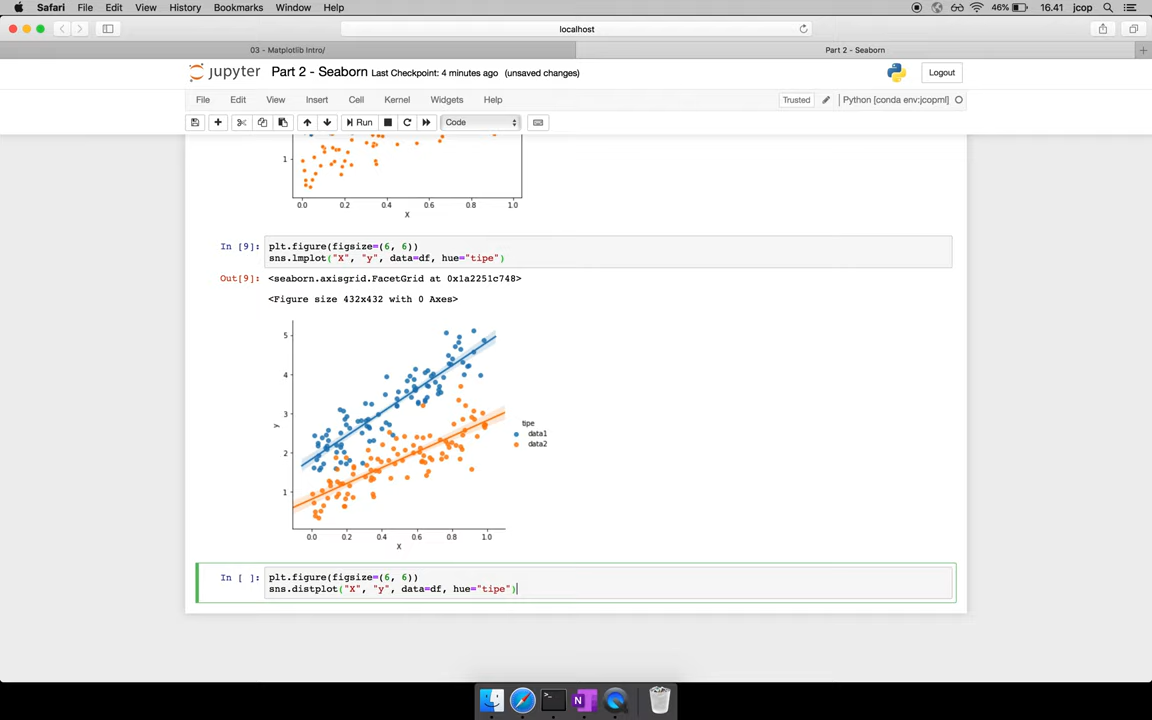 Safari File Edit View History Bookmarks Window Help 46% 16.41 jcop
localhost
03 - Matplotlib Intro/ Part 2 - Seaborn
jupyter Part 2 - Seaborn Last Checkpoint: 4 minutes ago (unsaved changes) Logout
File Edit View Insert Cell Kernel Widgets Help Trusted Python [conda env:jcopml]
Run Code
1
0.0 0.2 0.4 0.6 0.8 1.0
X
In [9]: plt.figure(figsize=(6, 6))
sns.lmplot("X", "y", data=df, hue="tipe")
Out[9]: <seaborn.axisgrid.FacetGrid at 0x1a2251c748>
<Figure size 432x432 with 0 Axes>
5
4
3
2
1
y
tipe
data1
data2
0.0 0.2 0.4 0.6 0.8 1.0
X
In [ ]: plt.figure(figsize=(6, 6))
sns.distplot("X", "y", data=df, hue="tipe")